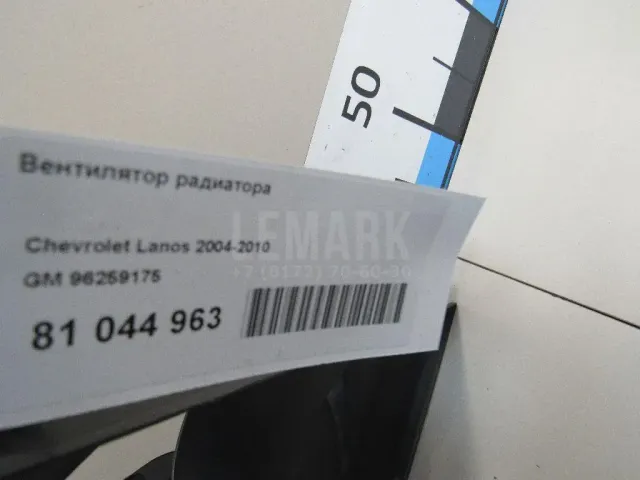 50
Вентилятор радиатора
LEMARK
Chevrolet Lanos 2004-2010
GM 96259175
81 044 963